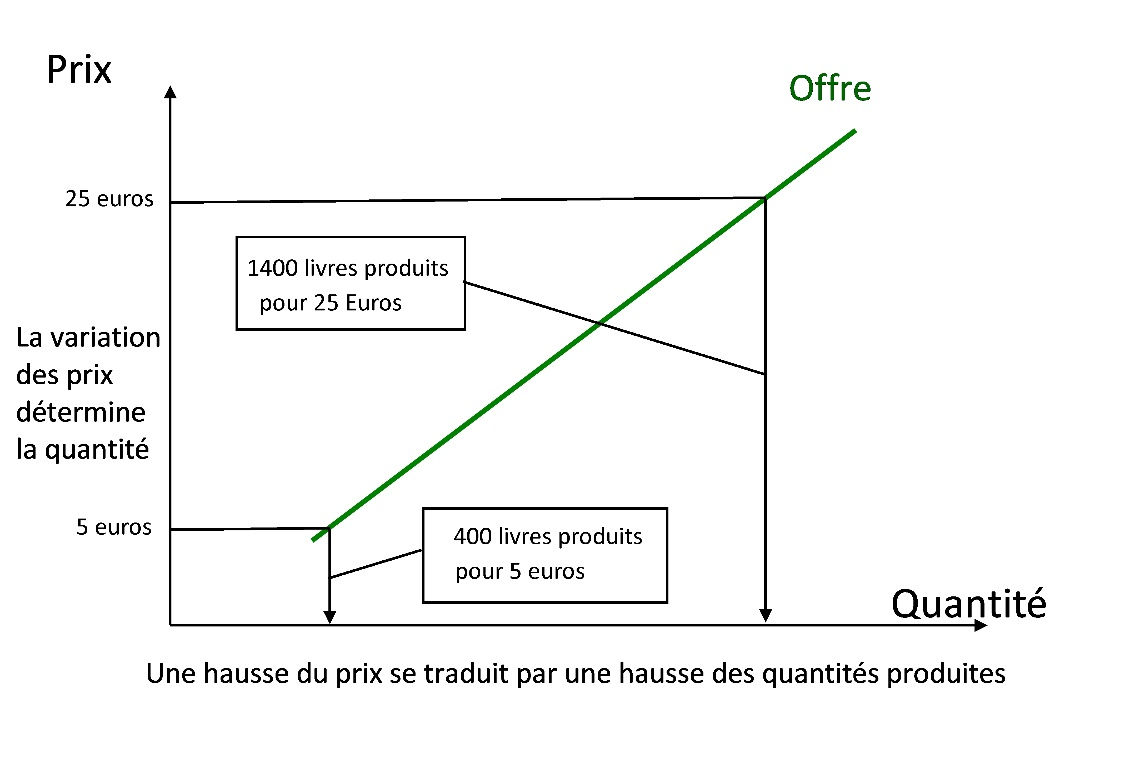 Prix
Offre
25 euros
1400 livres produits
pour 25 Euros
La variation
des prix
détermine
la quantité
5 euros
400 livres produits
pour 5 euros
Quantité
Une hausse du prix se traduit par une hausse des quantités produites